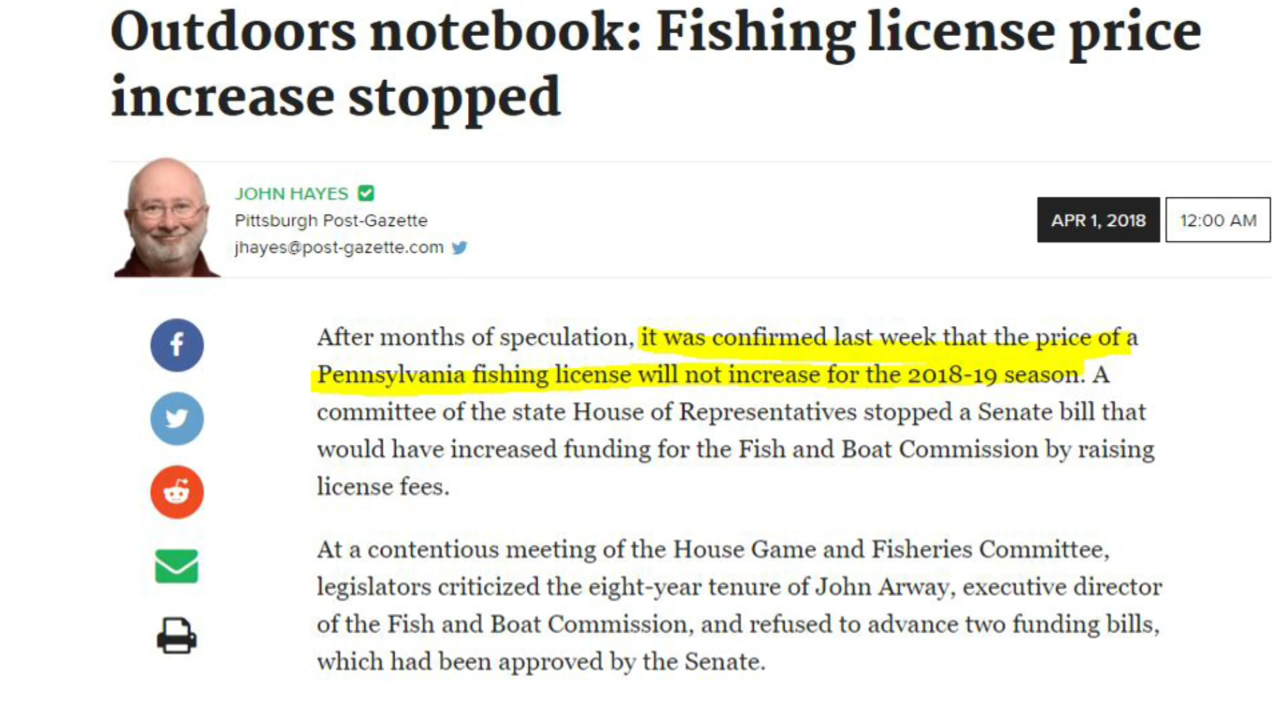 Outdoors notebook: Fishing license price
increase stopped
JOHN HAYES
Pittsburgh Post-Gazette
jhayes@post-gazette.com
APR 1, 2018 12:00 AM
After months of speculation, it was confirmed last week that the price of a
Pennsylvania fishing license will not increase for the 2018-19 season. A
committee of the state House of Representatives stopped a Senate bill that
would have increased funding for the Fish and Boat Commission by raising
license fees.
At a contentious meeting of the House Game and Fisheries Committee,
legislators criticized the eight-year tenure of John Arway, executive director
of the Fish and Boat Commission, and refused to advance two funding bills,
which had been approved by the Senate.